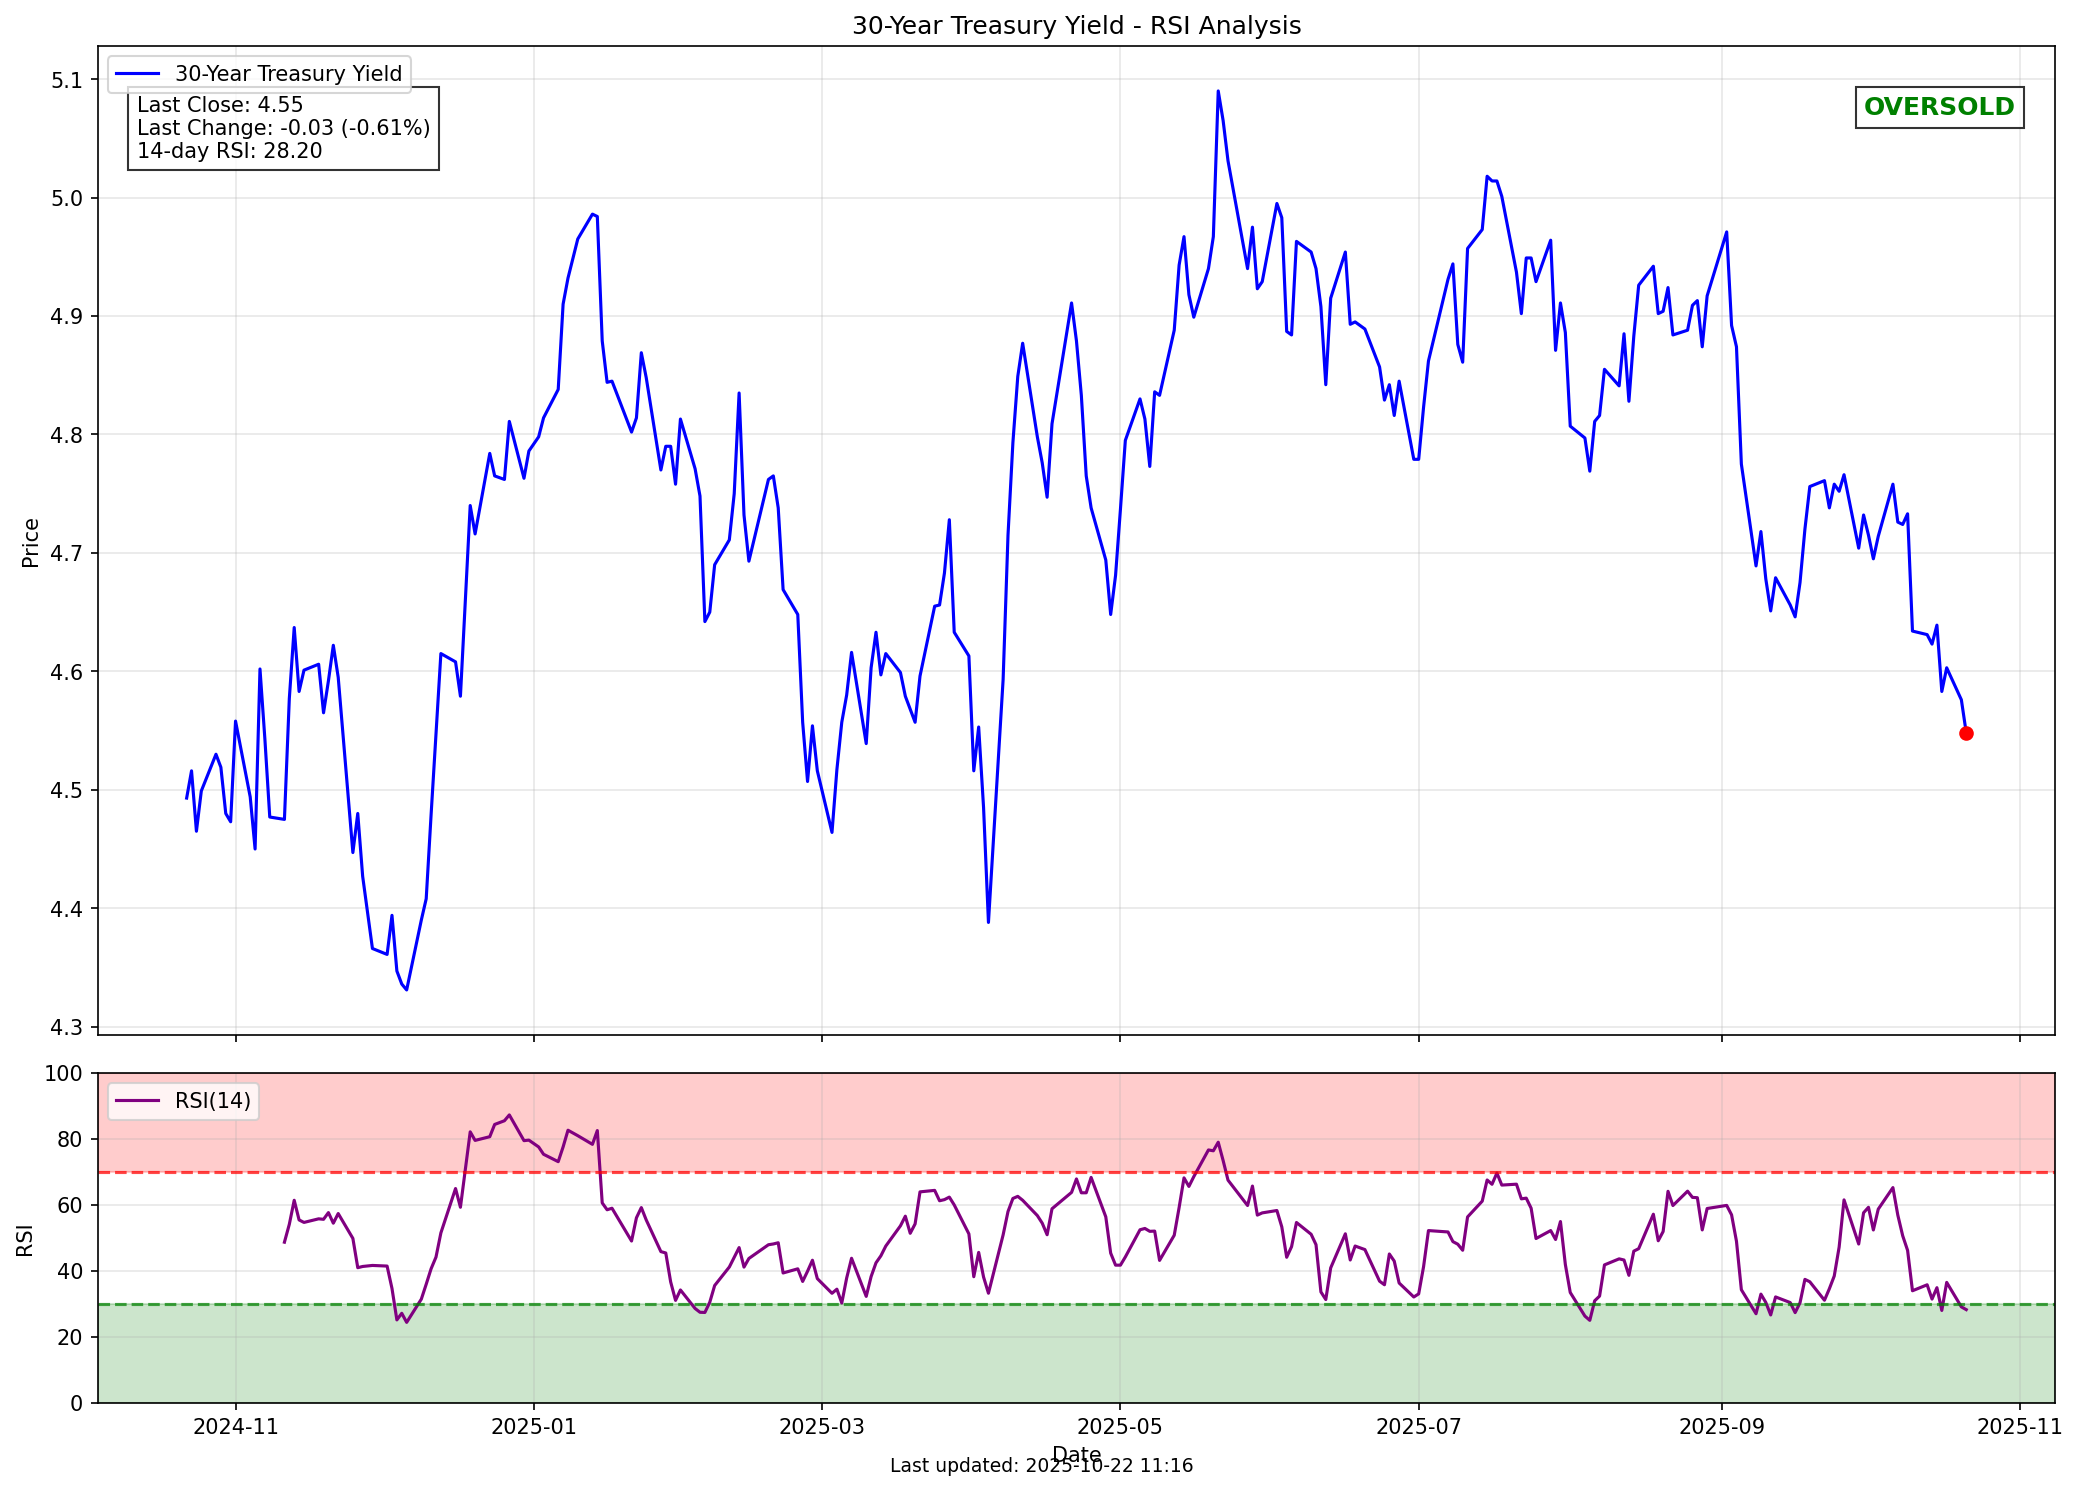 30-Year Treasury Yield - RSI Analysis
30-Year Treasury Yield
Last Close: 4.55
Last Change: -0.03 (-0.61%)
14-day RSI: 28.20
OVERSOLD
Price
5.1
5.0
4.9
4.8
4.7
4.6
4.5
4.4
4.3
RSI(14)
RSI
100
80
60
40
20
0
2024-11 2025-01 2025-03 2025-05 2025-07 2025-09 2025-11
Date
Last updated: 2025-10-22 11:16